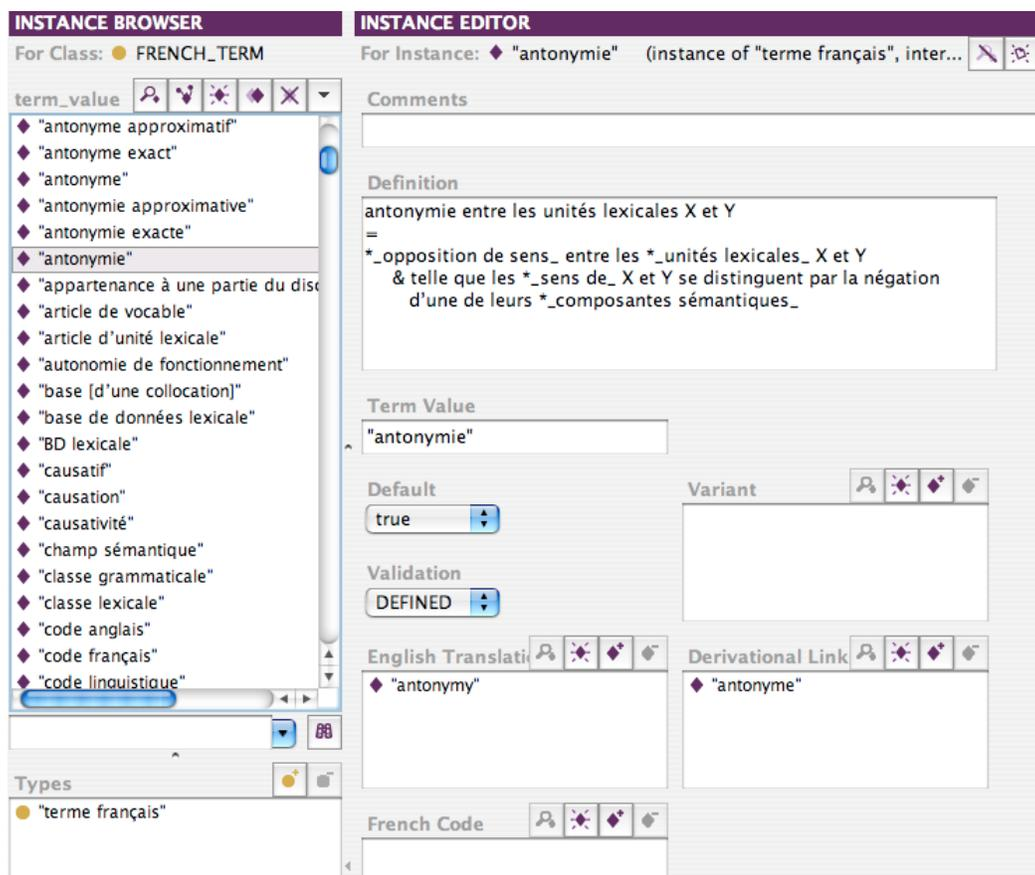 INSTANCE BROWSER
For Class: FRENCH_TERM
term_value
"antonyme approximatif"
"antonyme exact"
"antonyme"
"antonymie approximative"
"antonymie exacte"
"antonymie"
"appartenance à une partie du disc
"article de vocable"
"article d'unité lexicale"
"autonomie de fonctionnement"
"base [d'une collocation]"
"base de données lexicale"
"BD lexicale"
"causatif"
"causation"
"causativité"
"champ sémantique"
"classe grammaticale"
"classe lexicale"
"code anglais"
"code français"
"code linguistique"
Types
"terme français"
INSTANCE EDITOR
For Instance: "antonymie" (instance of "terme français", inter...
Comments
Definition
antonymie entre les unités lexicales X et Y
=
*_opposition de sens_ entre les *_unités lexicales_ X et Y
& telle que les *_sens de_ X et Y se distinguent par la négation
d'une de leurs *_composantes sémantiques_
Term Value
"antonymie"
Default
true
Variant
Validation
DEFINED
English Translati
"antonymy"
Derivational Link
"antonyme"
French Code